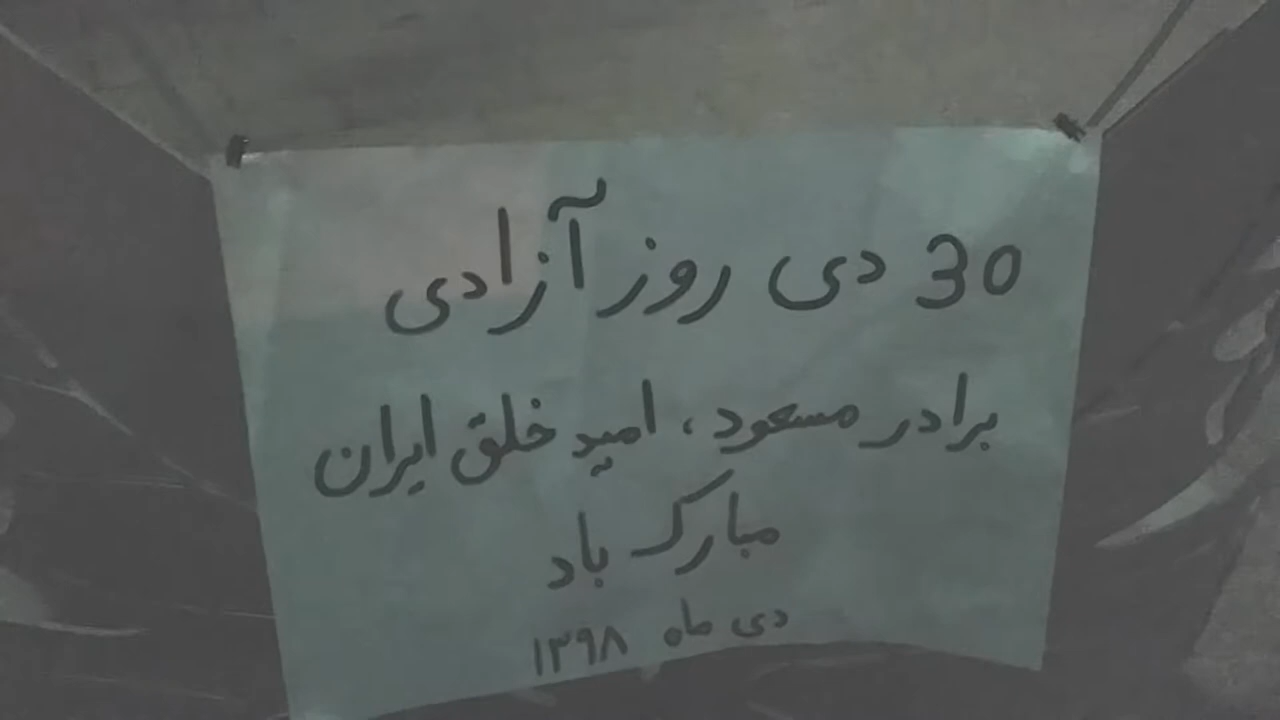 30 دی روز آزادی
برادر مسعود، امید خلق ایران
مبارک باد
دی ماه ۱۳۹۸